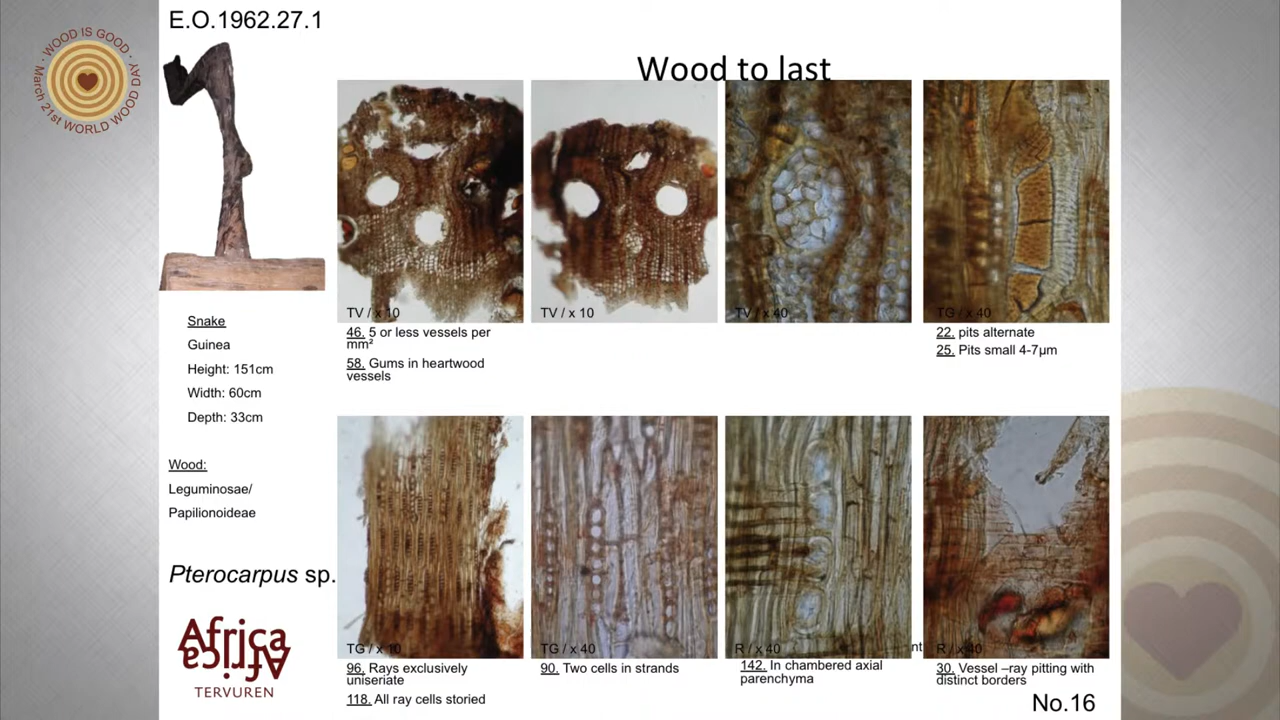 E.O.1962.27.1
WOOD IS GOOD · March 21st WORLD WOOD DAY ·
Wood to last
TV / x 10
TV / x 10
TV / x 40
TG / x 40
46. 5 or less vessels per
mm²
58. Gums in heartwood
vessels
22. pits alternate
25. Pits small 4-7µm
Snake
Guinea
Height: 151cm
Width: 60cm
Depth: 33cm
Wood:
Leguminosae/
Papilionoideae
Pterocarpus sp.
Africa
TERVUREN
TG / x 10
TG / x 40
R / x 40
R / x 40
96. Rays exclusively
uniseriate
118. All ray cells storied
90. Two cells in strands
142. In chambered axial
parenchyma
30. Vessel –ray pitting with
distinct borders
No.16